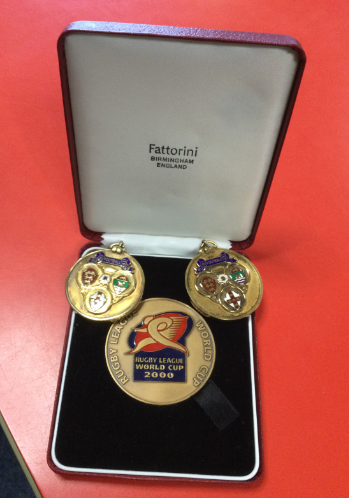 Fattorini
BIRMINGHAM
ENGLAND
RUGBY LEAGUE
WORLD CUP
RUGBY LEAGUE
WORLD CUP
2000